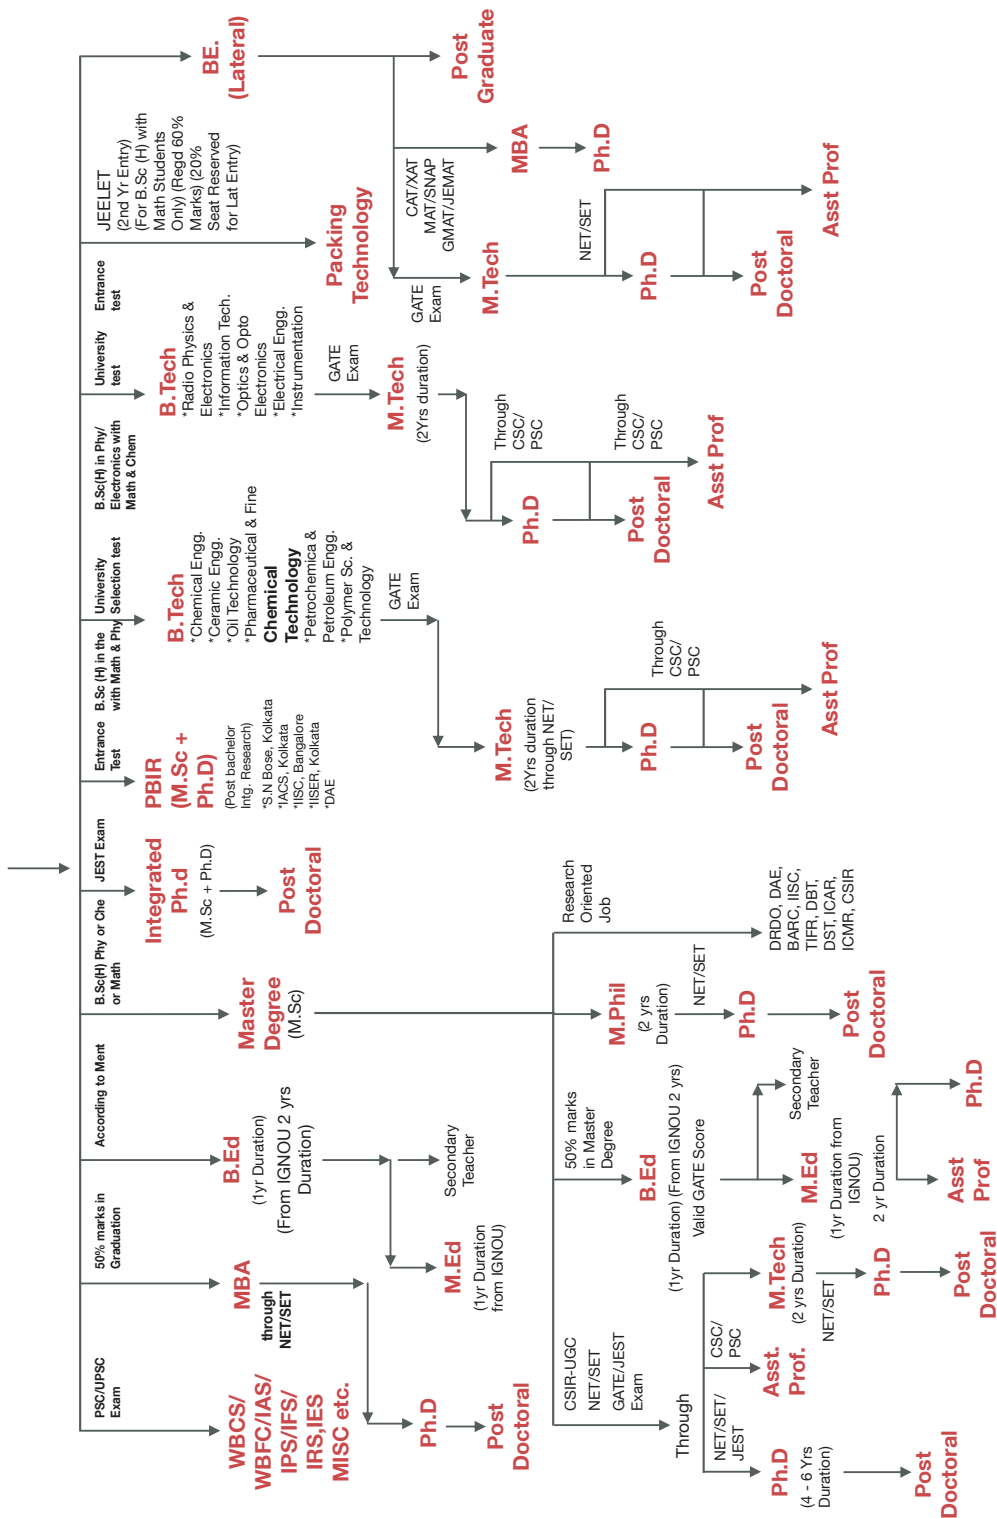 PSC/UPSC
Exam
WBCS/
WBFC/IAS/
IPS/IFS/
IRS,IES
MISC etc.
MBA
through
NET/SET
Ph.D
Post
Doctoral
50% marks in
Graduation
B.Ed
(1yr Duration)
(From IGNOU 2 yrs
Duration)
M.Ed
(1yr Duration
from IGNOU)
Secondary
Teacher
According to Ment
Master
Degree
(M.Sc)
CSIR-UGC
NET/SET
GATE/JEST
Exam
Through
NET/SET/
JEST
Ph.D
(4 - 6 Yrs
Duration)
Post
Doctoral
CSC/
PSC
Asst.
Prof.
M.Tech
(2 yrs Duration)
NET/SET
Ph.D
Post
Doctoral
50% marks
in Master
Degree
B.Ed
(1yr Duration) (From IGNOU 2 yrs)
Valid GATE Score
M.Ed
(1yr Duration from
IGNOU)
2 yr Duration
Asst
Prof
Ph.D
Secondary
Teacher
M.Phil
(2 yrs
Duration)
NET/SET
Ph.D
Post
Doctoral
Research
Oriented
Job
DRDO, DAE,
BARC, IISC,
TIFR, DBT,
DST, ICAR,
ICMR, CSIR
B.Sc(H) Phy or Che
or Math
JEST Exam
Integrated
Ph.d
(M.Sc + Ph.D)
Post
Doctoral
Entrance
Test
PBIR
(M.Sc +
Ph.D)
(Post bachelor
Intg. Research)
*S.N Bose, Kolkata
*IACS, Kolkata
*IISC, Bangalore
*IISER, Kolkata
*DAE
B.Sc (H) in the
with Math & Phy
University
Selection test
B.Tech
*Chemical Engg.
*Ceramic Engg.
*Oil Technology
*Pharmaceutical & Fine
Chemical
Technology
*Petrochemica &
Petroleum Engg.
*Polymer Sc. &
Technology
GATE
Exam
M.Tech
(2Yrs duration
through NET/
SET)
Ph.D
Post
Doctoral
Through
CSC/
PSC
Asst Prof
B.Sc(H) in Phy/
Electronics with
Math & Chem
University
test
B.Tech
*Radio Physics &
Electronics
*Information Tech.
*Optics & Opto
Electronics
*Electrical Engg.
*Instrumentation
GATE
Exam
M.Tech
(2Yrs duration)
Through
CSC/
PSC
Ph.D
Through
CSC/
PSC
Post
Doctoral
Asst Prof
Entrance
test
Packing
Technology
JEELET
(2nd Yr Entry)
(For B.Sc (H) with
Math Students
Only) (Regd 60%
Marks) (20%
Seat Reserved
for Lat Entry)
BE.
(Lateral)
GATE
Exam
M.Tech
NET/SET
Ph.D
Post
Doctoral
Asst Prof
CAT/XAT
MAT/SNAP
GMAT/JEMAT
MBA
Ph.D
Post
Graduate